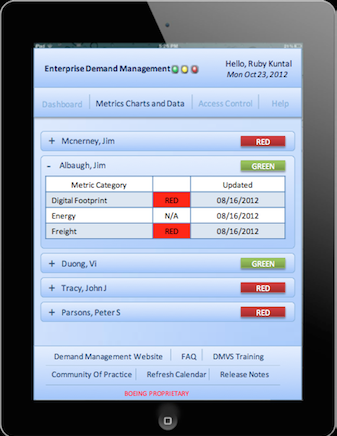 Hello, Ruby Kuntal
Enterprise Demand Management
Mon Oct 23, 2012
Dashboard Metrics Charts and Data Access Control Help
+ Mcnerney, Jim RED
- Albaugh, Jim GREEN
Metric Category Updated
Digital Footprint RED 08/16/2012
Energy N/A 08/16/2012
Freight RED 08/16/2012
+ Duong, Vi GREEN
+ Tracy, John J RED
+ Parsons, Peter S RED
Demand Management Website FAQ DMVS Training
Community Of Practice Refresh Calendar Release Notes
BOEING PROPRIETARY